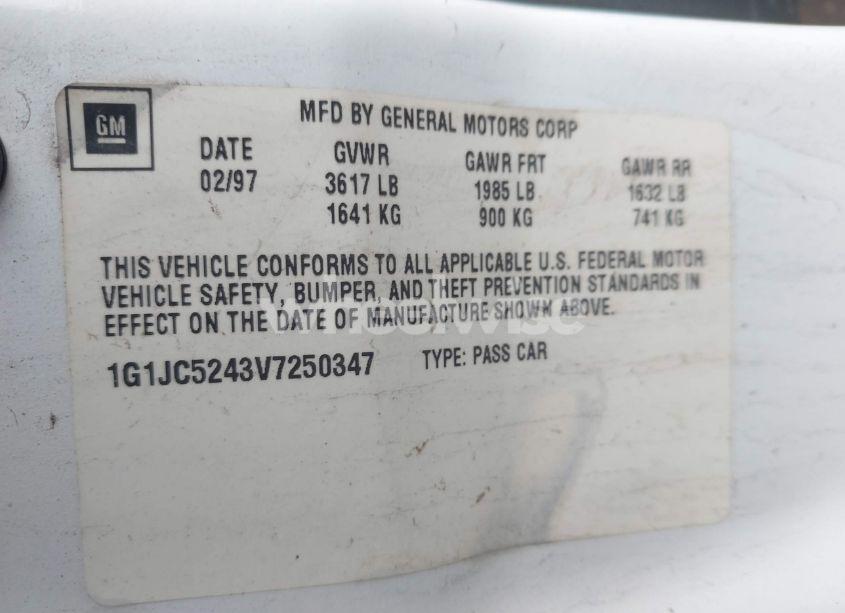 GM
MFD BY GENERAL MOTORS CORP
DATE GVWR GAWR FRT GAWR RR
02/97 3617 LB 1985 LB 1632 LB
1641 KG 900 KG 741 KG
THIS VEHICLE CONFORMS TO ALL APPLICABLE U.S. FEDERAL MOTOR
VEHICLE SAFETY, BUMPER, AND THEFT PREVENTION STANDARDS IN
EFFECT ON THE DATE OF MANUFACTURE SHOWN ABOVE.
1G1JC5243V7250347 TYPE: PASS CAR